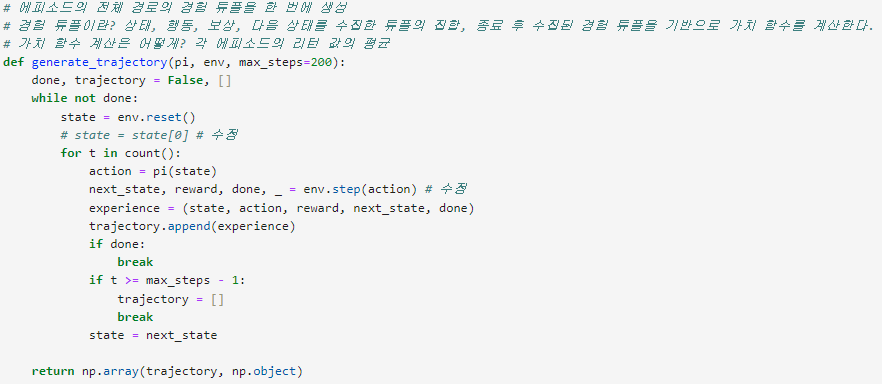 # 에피소드의 전체 경로의 경험 튜플을 한 번에 생성
# 경험 튜플이란? 상태, 행동, 보상, 다음 상태를 수집한 튜플의 집합, 종료 후 수집된 경험 튜플을 기반으로 가치 함수를 계산한다.
# 가치 함수 계산은 어떻게? 각 에피소드의 리턴 값의 평균
def generate_trajectory(pi, env, max_steps=200):
    done, trajectory = False, []
    while not done:
        state = env.reset()
        # state = state[0] # 수정
        for t in count():
            action = pi(state)
            next_state, reward, done, _ = env.step(action) # 수정
            experience = (state, action, reward, next_state, done)
            trajectory.append(experience)
            if done:
                break
            if t >= max_steps - 1:
                trajectory = []
                break
            state = next_state
    return np.array(trajectory, np.object)